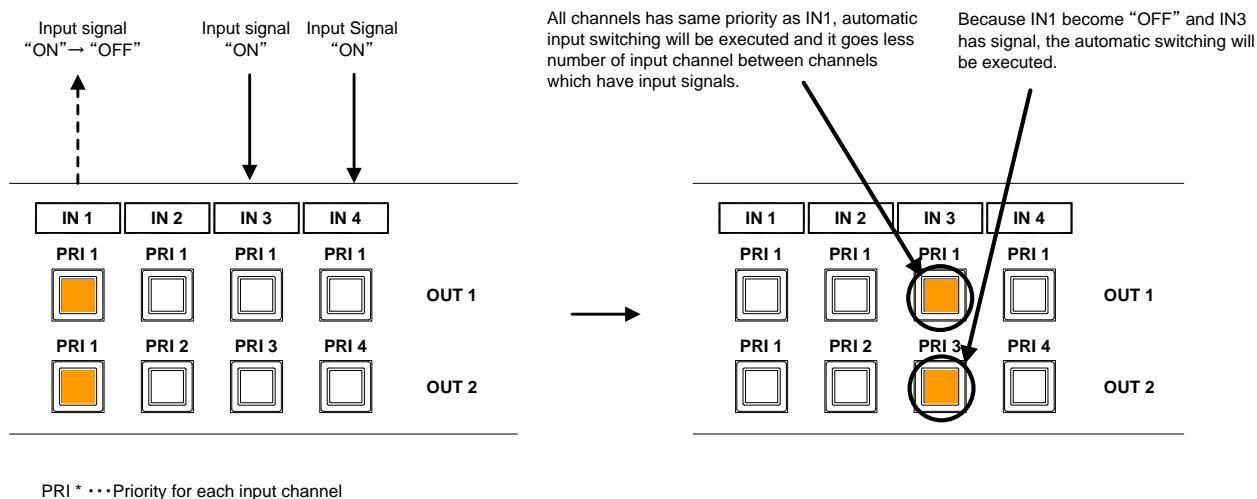 Input signal
“ON”→ “OFF”
Input signal
“ON”
Input Signal
“ON”
All channels has same priority as IN1, automatic
input switching will be executed and it goes less
number of input channel between channels
which have input signals.
Because IN1 become “OFF” and IN3
has signal, the automatic switching will
be executed.
IN 1 IN 2 IN 3 IN 4
PRI 1 PRI 1 PRI 1 PRI 1
OUT 1
PRI 1 PRI 2 PRI 3 PRI 4
OUT 2
IN 1 IN 2 IN 3 IN 4
PRI 1 PRI 1 PRI 1 PRI 1
OUT 1
PRI 1 PRI 2 PRI 3 PRI 4
OUT 2
PRI * ・・・Priority for each input channel